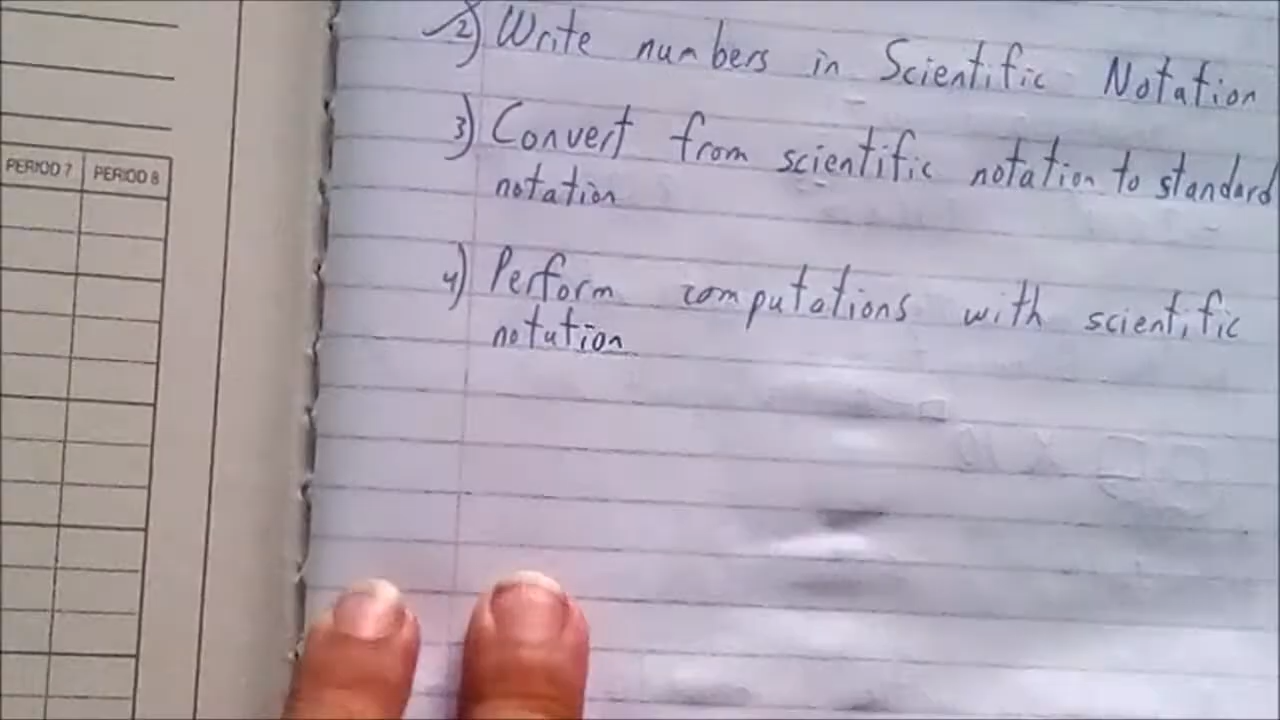 2) Write numbers in Scientific Notation
3) Convert from scientific notation to standard
notation
4) Perform computations with scientific
notation
PERIOD 7 PERIOD 8